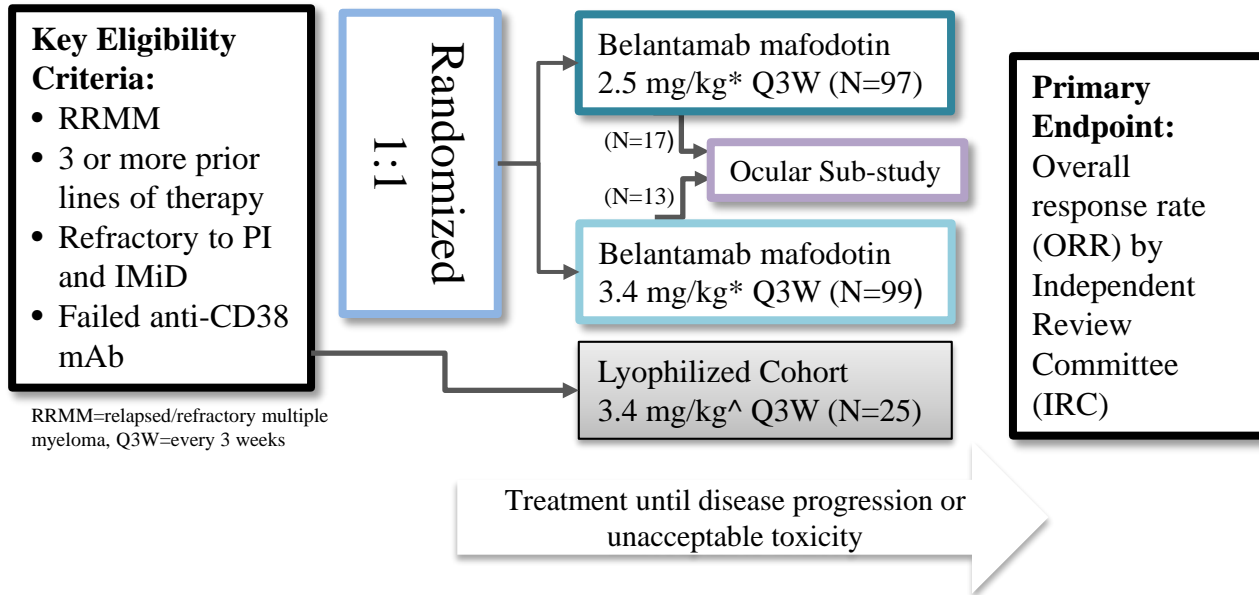 Key Eligibility
Criteria:
• RRMM
• 3 or more prior
lines of therapy
• Refractory to PI
and IMiD
• Failed anti-CD38
mAb
RRMM=relapsed/refractory multiple
myeloma, Q3W=every 3 weeks
Randomized
1:1
Belantamab mafodotin
2.5 mg/kg* Q3W (N=97)
(N=17)
Ocular Sub-study
(N=13)
Belantamab mafodotin
3.4 mg/kg* Q3W (N=99)
Lyophilized Cohort
3.4 mg/kg^ Q3W (N=25)
Treatment until disease progression or
unacceptable toxicity
Primary
Endpoint:
Overall
response rate
(ORR) by
Independent
Review
Committee
(IRC)